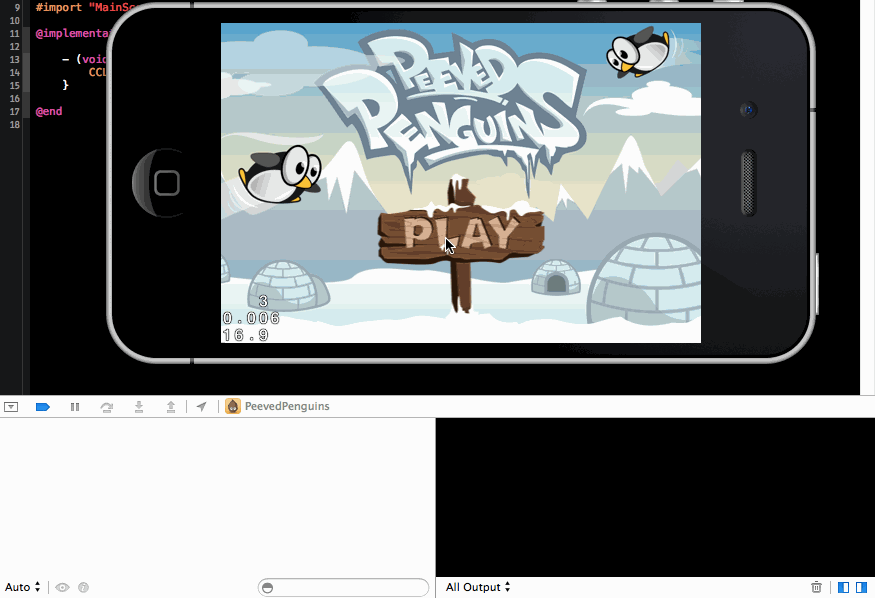 9 #import "MainSc
10
11 @implementa
12
13 - (void
14 CCL
15 }
16
17 @end
18
PEEVED
PENGUINS
PLAY
3
0.006
16.9
PeevedPenguins
Auto
All Output